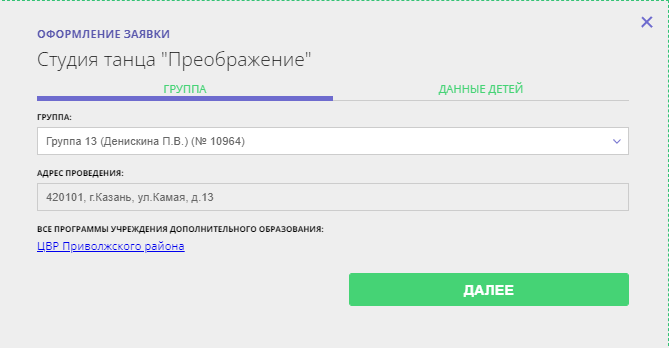 ОФОРМЛЕНИЕ ЗАЯВКИ
Студия танца "Преображение"
ГРУППА
ДАННЫЕ ДЕТЕЙ
ГРУППА:
Группа 13 (Денискина П.В.) (№ 10964)
АДРЕС ПРОВЕДЕНИЯ:
420101, г.Казань, ул.Камая, д.13
ВСЕ ПРОГРАММЫ УЧРЕЖДЕНИЯ ДОПОЛНИТЕЛЬНОГО ОБРАЗОВАНИЯ:
ЦВР Приволжского района
ДАЛЕЕ